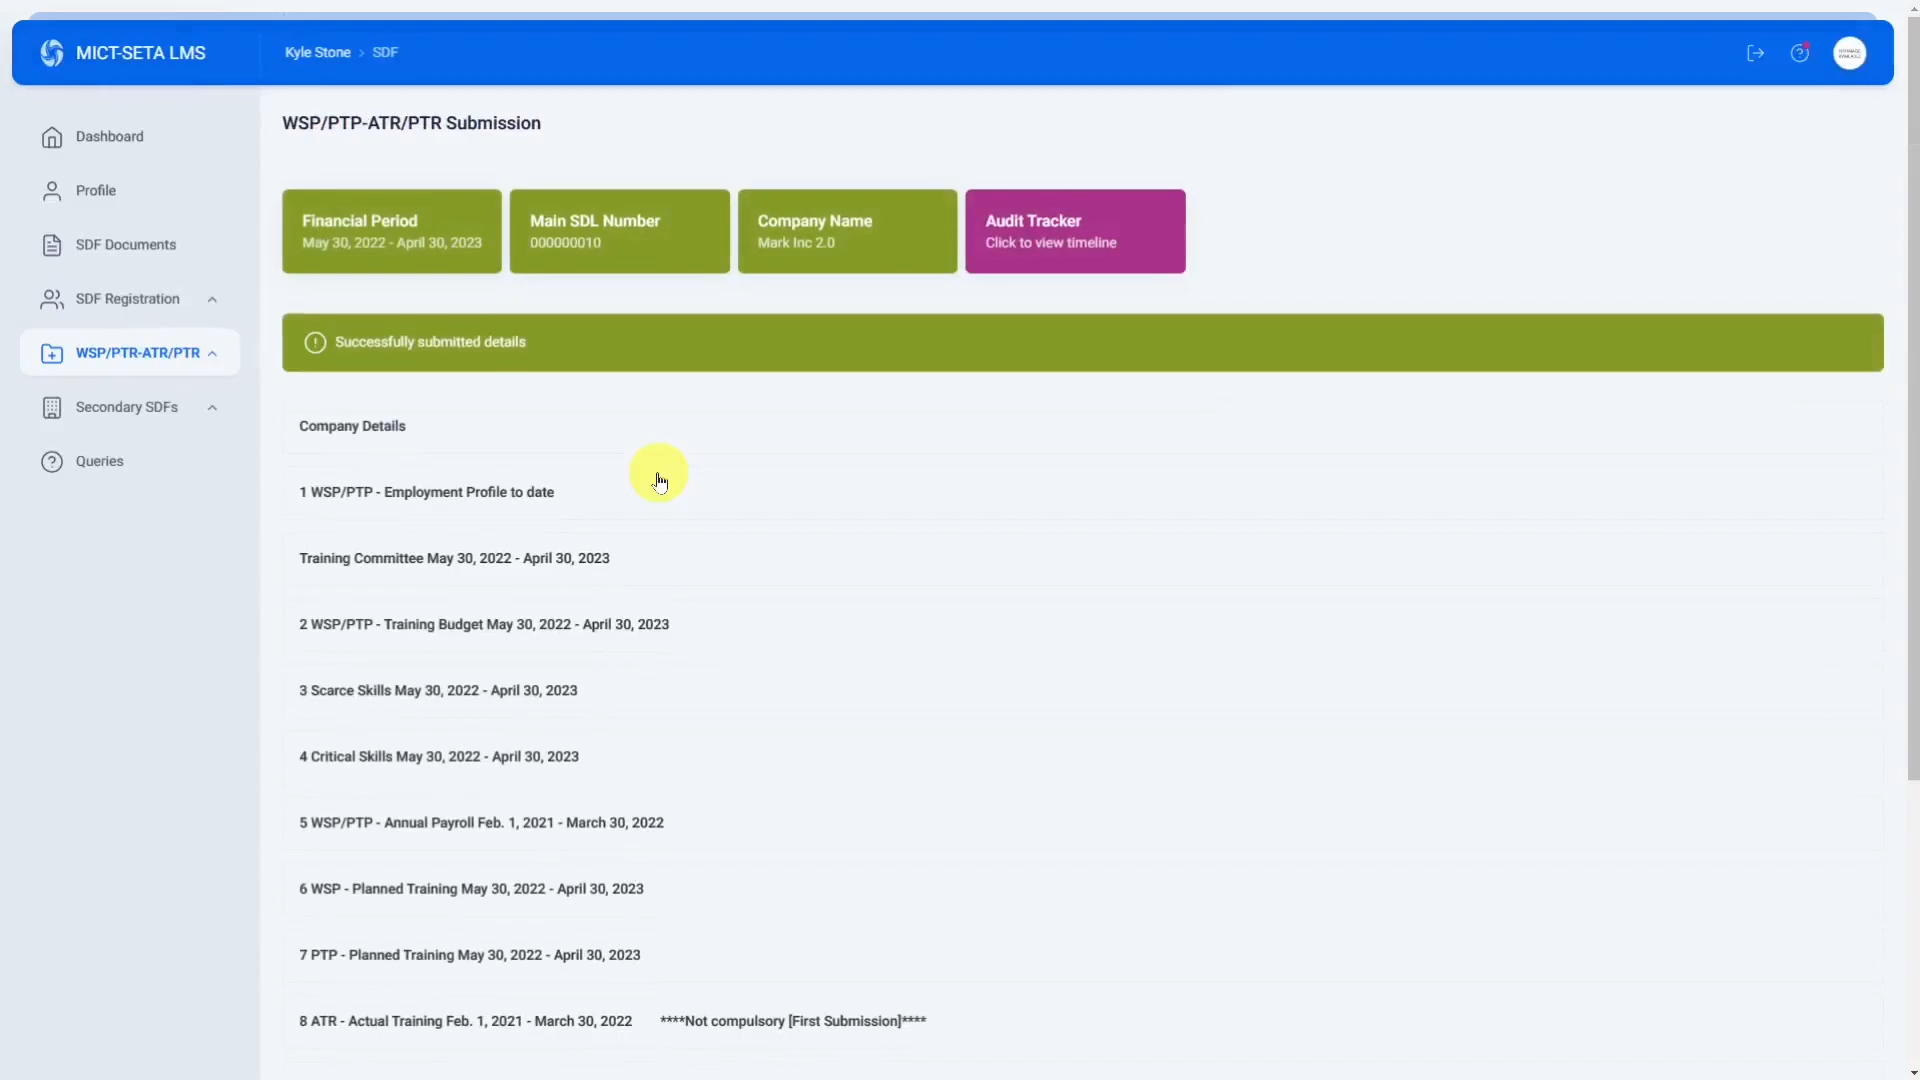 MICT-SETA LMS
Kyle Stone > SDF
Dashboard
Profile
SDF Documents
SDF Registration
WSP/PTR-ATR/PTR
Secondary SDFs
Queries
WSP/PTP-ATR/PTR Submission
Financial Period
May 30, 2022 - April 30, 2023
Main SDL Number
000000010
Company Name
Mark Inc 2.0
Audit Tracker
Click to view timeline
Successfully submitted details
Company Details
1 WSP/PTP - Employment Profile to date
Training Committee May 30, 2022 - April 30, 2023
2 WSP/PTP - Training Budget May 30, 2022 - April 30, 2023
3 Scarce Skills May 30, 2022 - April 30, 2023
4 Critical Skills May 30, 2022 - April 30, 2023
5 WSP/PTP - Annual Payroll Feb. 1, 2021 - March 30, 2022
6 WSP - Planned Training May 30, 2022 - April 30, 2023
7 PTP - Planned Training May 30, 2022 - April 30, 2023
8 ATR - Actual Training Feb. 1, 2021 - March 30, 2022 ****Not compulsory [First Submission]****